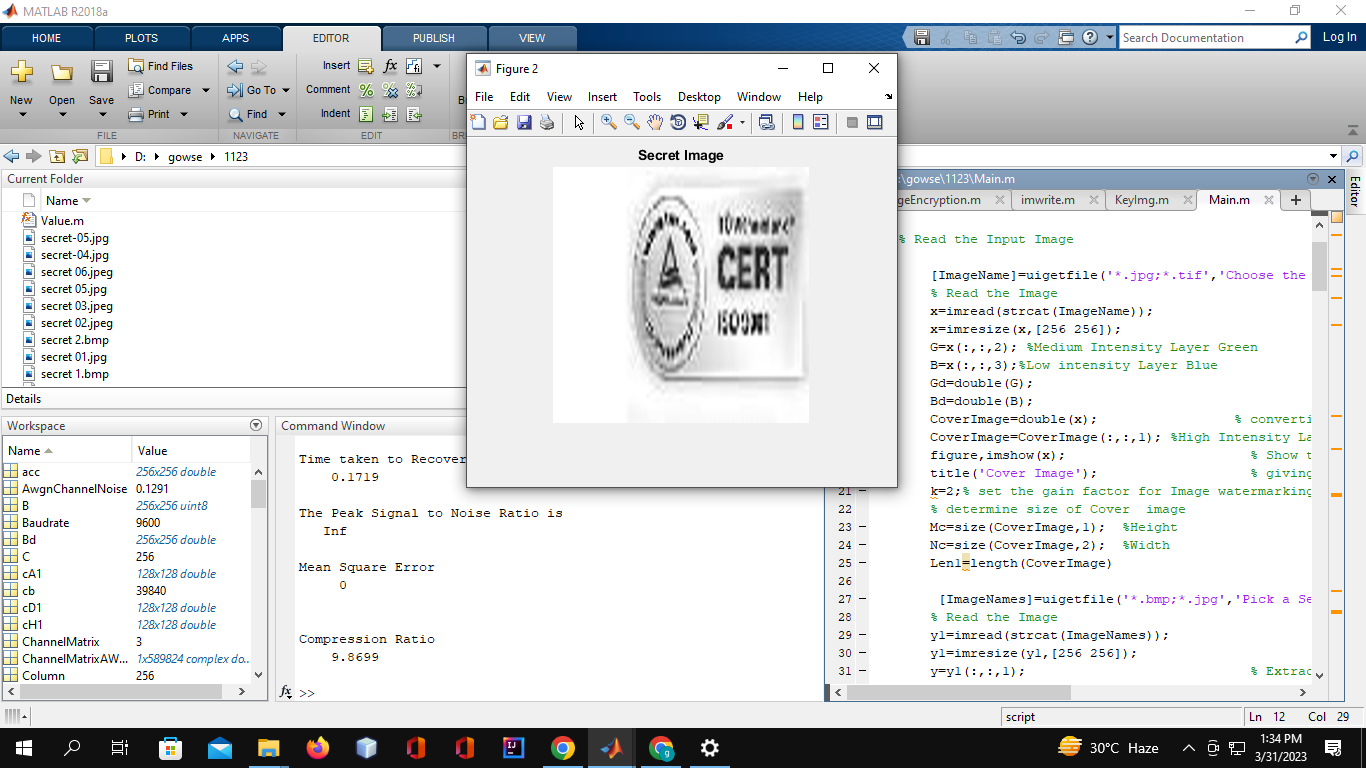 MATLAB R2018a
HOME PLOTS APPS EDITOR PUBLISH VIEW
Search Documentation
Log In
New Open Save
Find Files
Compare
Print
Go To
Find
Insert
Comment
Indent
FILE NAVIGATE EDIT
D: gowse 1123
Current Folder
Name
Value.m
secret-05.jpg
secret-04.jpg
secret 06.jpeg
secret 05.jpg
secret 03.jpeg
secret 02.jpeg
secret 2.bmp
secret 01.jpg
secret 1.bmp
Details
Workspace
Name Value
acc 256x256 double
AwgnChannelNoise 0.1291
B 256x256 uint8
Baudrate 9600
Bd 256x256 double
C 256
cA1 128x128 double
cb 39840
cD1 128x128 double
cH1 128x128 double
ChannelMatrix 3
ChannelMatrixAW... 1x589824 complex do...
Column 256
Command Window
Time taken to Recover
0.1719
The Peak Signal to Noise Ratio is
Inf
Mean Square Error
0
Compression Ratio
9.8699
fx >>
Figure 2
File Edit View Insert Tools Desktop Window Help
Secret Image
CERT
ISO 9001
:\gowse\1123\Main.m
geEncryption.m imwrite.m KeyImg.m Main.m
Editor
% Read the Input Image
[ImageName]=uigetfile('*.jpg;*.tif','Choose the
% Read the Image
x=imread(strcat(ImageName));
x=imresize(x,[256 256]);
G=x(:,:,2); %Medium Intensity Layer Green
B=x(:,:,3);%Low intensity Layer Blue
Gd=double(G);
Bd=double(B);
CoverImage=double(x); % converti
CoverImage=CoverImage(:,:,1); %High Intensity La
figure,imshow(x); % Show t
title('Cover Image'); % giving
21 k=2;% set the gain factor for Image watermarking
22 % determine size of Cover image
23 Mc=size(CoverImage,1); %Height
24 Nc=size(CoverImage,2); %Width
25 Len1=length(CoverImage)
26
27 [ImageNames]=uigetfile('*.bmp;*.jpg','Pick a Se
28 % Read the Image
29 y1=imread(strcat(ImageNames));
30 y1=imresize(y1,[256 256]);
31 y=y1(:,:,1); % Extrac
script Ln 12 Col 29
30°C Haze
1:34 PM
3/31/2023